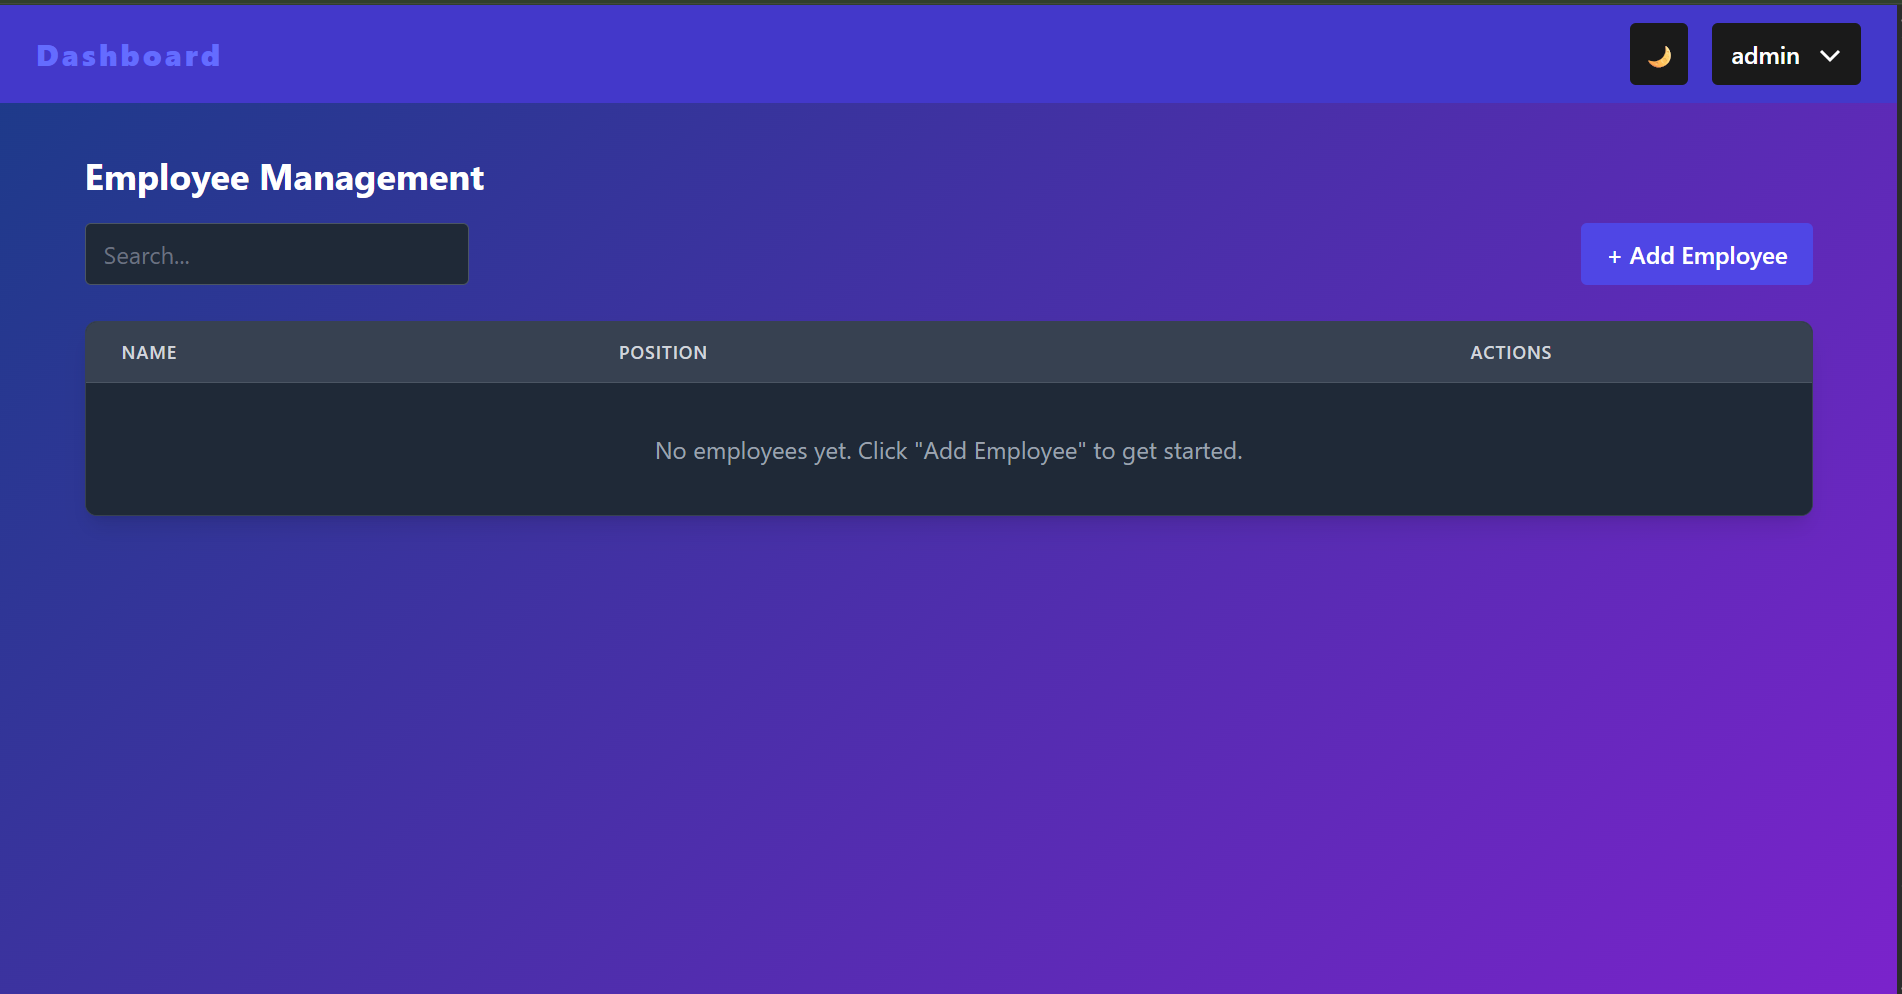 Dashboard
admin
Employee Management
Search...
+ Add Employee
NAME POSITION ACTIONS
No employees yet. Click "Add Employee" to get started.